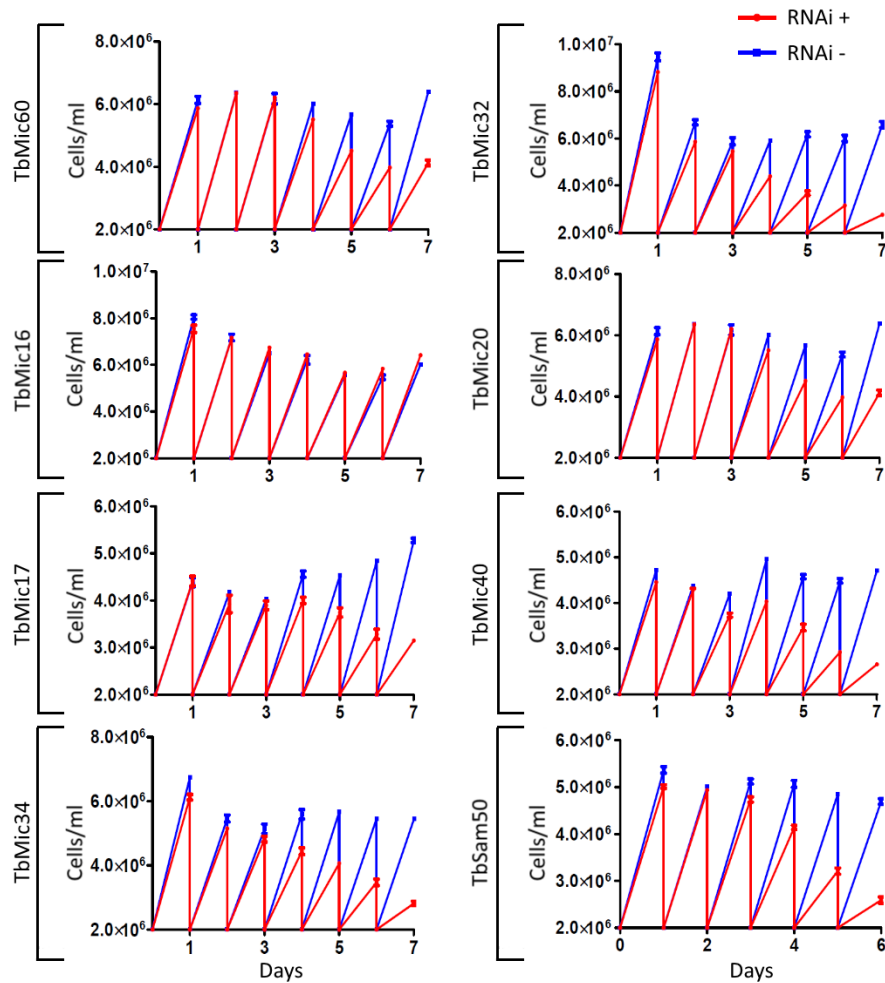 RNAi +
RNAi -
TbMic60
Cells/ml
8.0×10⁶
6.0×10⁶
4.0×10⁶
2.0×10⁶
1 3 5 7
TbMic32
Cells/ml
1.0×10⁷
8.0×10⁶
6.0×10⁶
4.0×10⁶
2.0×10⁶
1 3 5 7
TbMic16
Cells/ml
1.0×10⁷
8.0×10⁶
6.0×10⁶
4.0×10⁶
2.0×10⁶
1 3 5 7
TbMic20
Cells/ml
8.0×10⁶
6.0×10⁶
4.0×10⁶
2.0×10⁶
1 3 5 7
TbMic17
Cells/ml
6.0×10⁶
5.0×10⁶
4.0×10⁶
3.0×10⁶
2.0×10⁶
1 3 5 7
TbMic40
Cells/ml
6.0×10⁶
5.0×10⁶
4.0×10⁶
3.0×10⁶
2.0×10⁶
1 3 5 7
TbMic34
Cells/ml
8.0×10⁶
6.0×10⁶
4.0×10⁶
2.0×10⁶
1 3 5 7
Days
TbSam50
Cells/ml
6.0×10⁶
5.0×10⁶
4.0×10⁶
3.0×10⁶
2.0×10⁶
0 2 4 6
Days